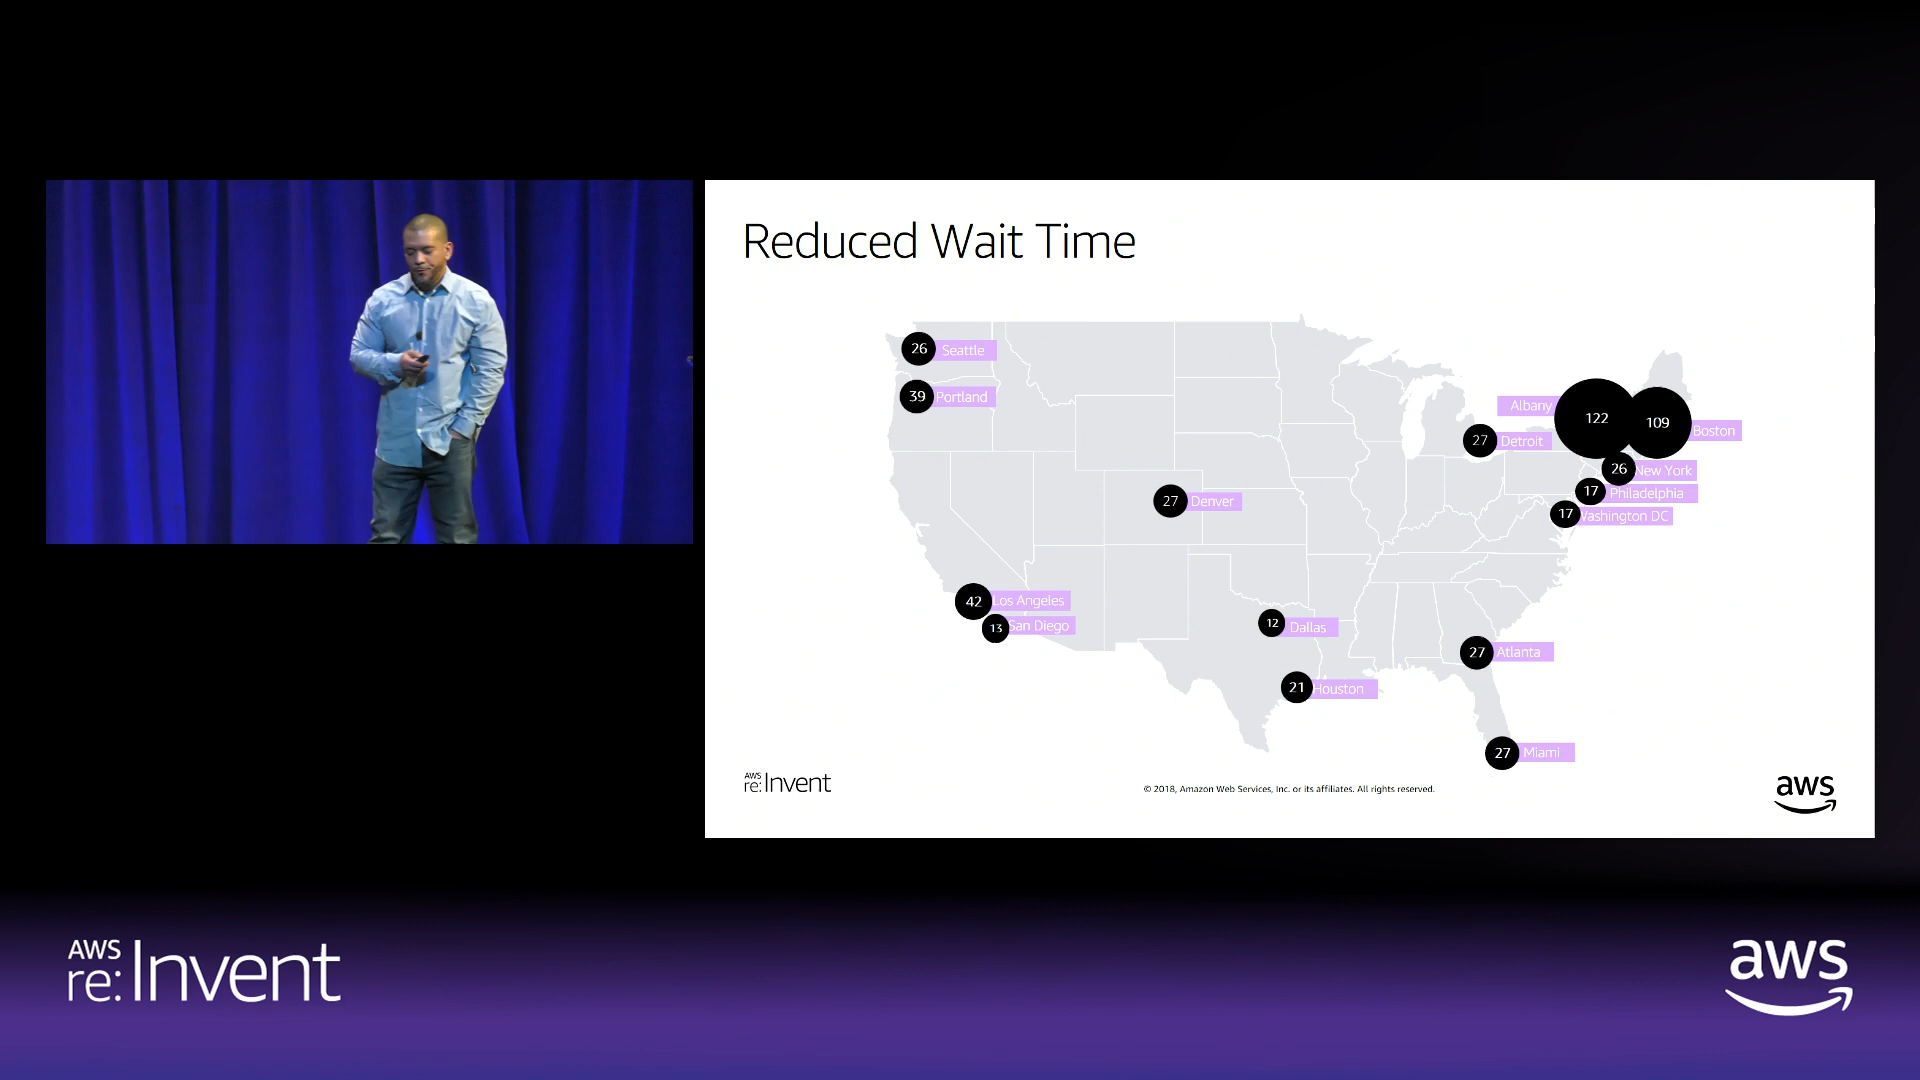 Reduced Wait Time
26 Seattle
39 Portland
Albany 122
109 Boston
27 Detroit
26 New York
27 Denver
17 Philadelphia
17 Washington DC
42 Los Angeles
13 San Diego
12 Dallas
27 Atlanta
21 Houston
27 Miami
AWS
re:Invent
© 2018, Amazon Web Services, Inc. or its affiliates. All rights reserved.
aws
AWS
re:Invent
aws